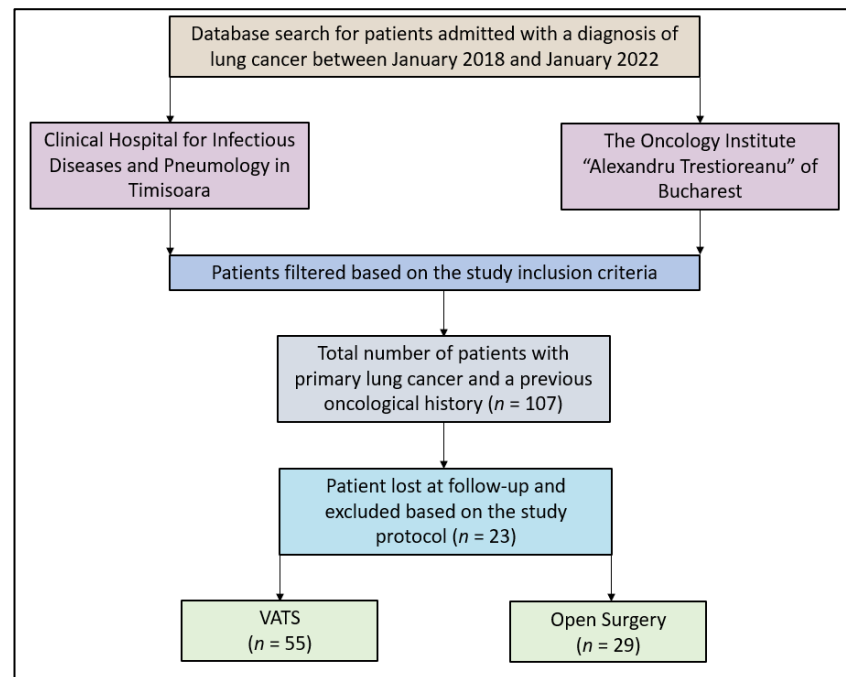 Database search for patients admitted with a diagnosis of
lung cancer between January 2018 and January 2022
Clinical Hospital for Infectious
Diseases and Pneumology in
Timisoara
The Oncology Institute
“Alexandru Trestioreanu” of
Bucharest
Patients filtered based on the study inclusion criteria
Total number of patients with
primary lung cancer and a previous
oncological history (n = 107)
Patient lost at follow-up and
excluded based on the study
protocol (n = 23)
VATS
(n = 55)
Open Surgery
(n = 29)